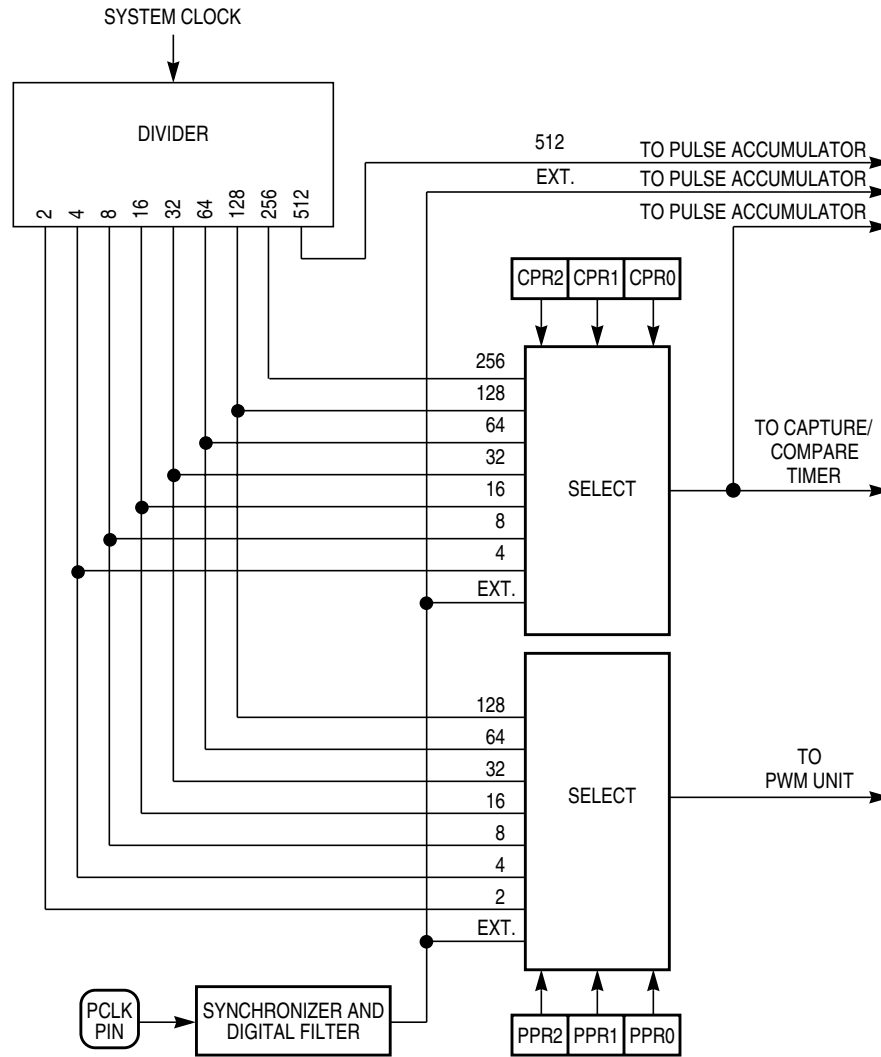 SYSTEM CLOCK
DIVIDER
2 4 8 16 32 64 128 256 512
512 TO PULSE ACCUMULATOR
EXT. TO PULSE ACCUMULATOR
TO PULSE ACCUMULATOR
CPR2 CPR1 CPR0
256
128
64
32
16
8
4
EXT.
SELECT
TO CAPTURE/
COMPARE
TIMER
128
64
32
16
8
4
2
EXT.
SELECT
TO
PWM UNIT
PCLK
PIN
SYNCHRONIZER AND
DIGITAL FILTER
PPR2 PPR1 PPR0